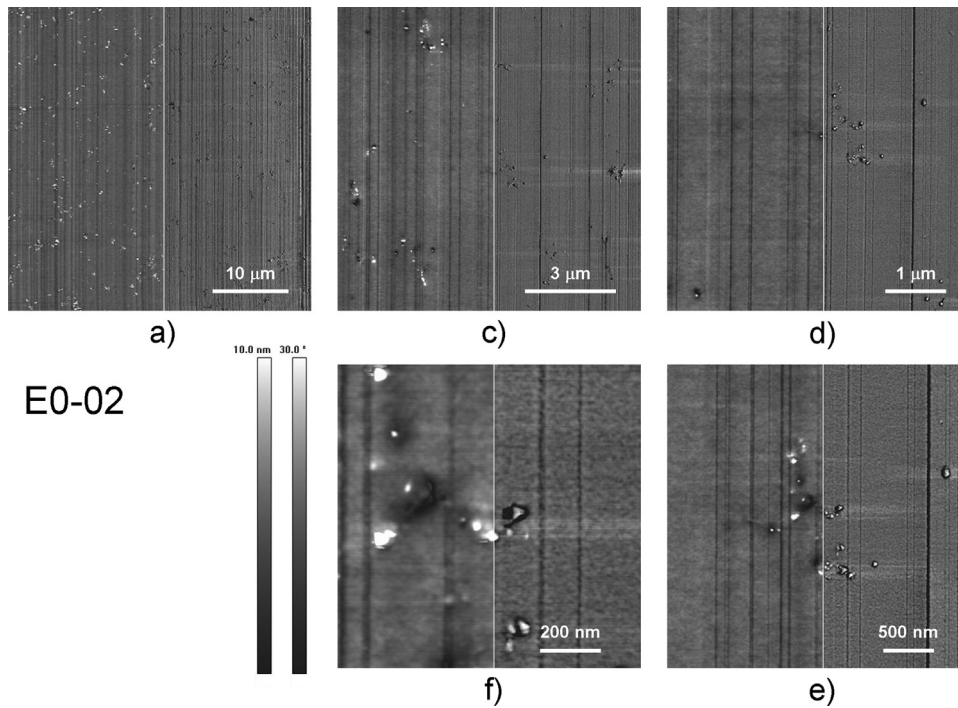 10 μm
3 μm
1 μm
a)
c)
d)
10.0 nm 30.0 °
E0-02
200 nm
500 nm
f)
e)